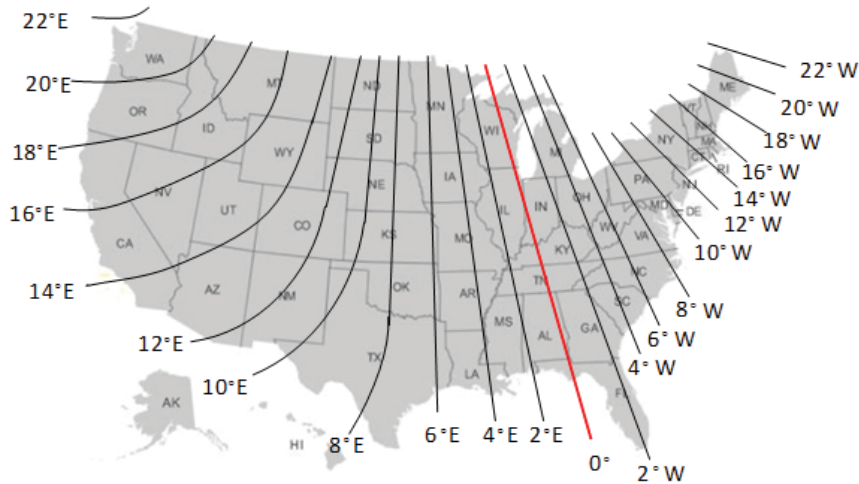 22°E
WA
MT
ND
MN
ME
22° W
20°E
OR
ID
SD
WI
MI
VT
NH
20° W
18°E
WY
IA
NY
MA
CT
RI
18° W
16° W
NV
UT
NE
IL
IN
OH
PA
NJ
14° W
16°E
CO
KS
MO
KY
WV
MD
DE
VA
12° W
10° W
CA
AZ
NM
OK
AR
TN
NC
SC
8° W
14°E
TX
MS
AL
GA
6° W
12°E
LA
4° W
10°E
FL
AK
HI
8°E
6°E
4°E
2°E
0°
2° W